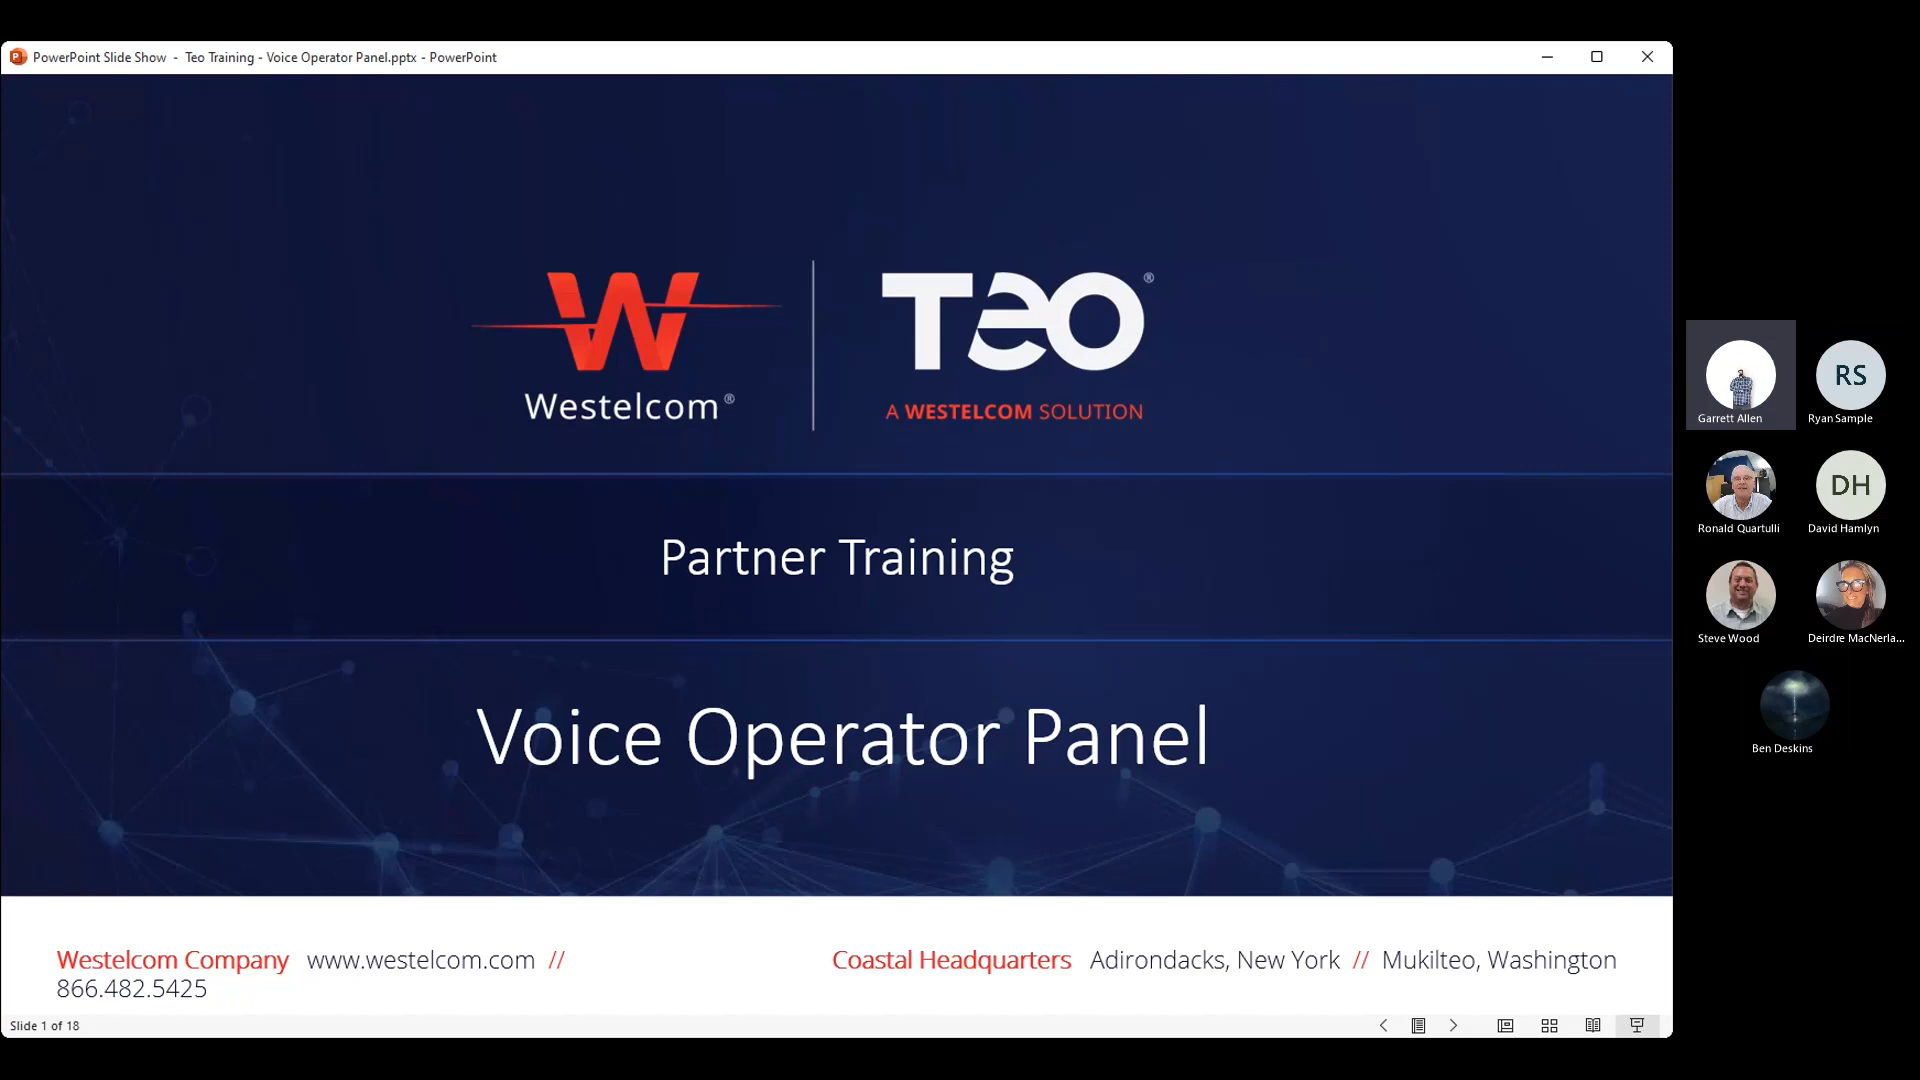 PowerPoint Slide Show - Teo Training - Voice Operator Panel.pptx - PowerPoint
W
Westelcom®
Teo®
A WESTELCOM SOLUTION
Partner Training
Voice Operator Panel
Westelcom Company www.westelcom.com //
866.482.5425
Coastal Headquarters Adirondacks, New York // Mukilteo, Washington
Slide 1 of 18
Garrett Allen
RS
Ryan Sample
Ronald Quartulli
DH
David Hamlyn
Steve Wood
Deirdre MacNerla...
Ben Deskins